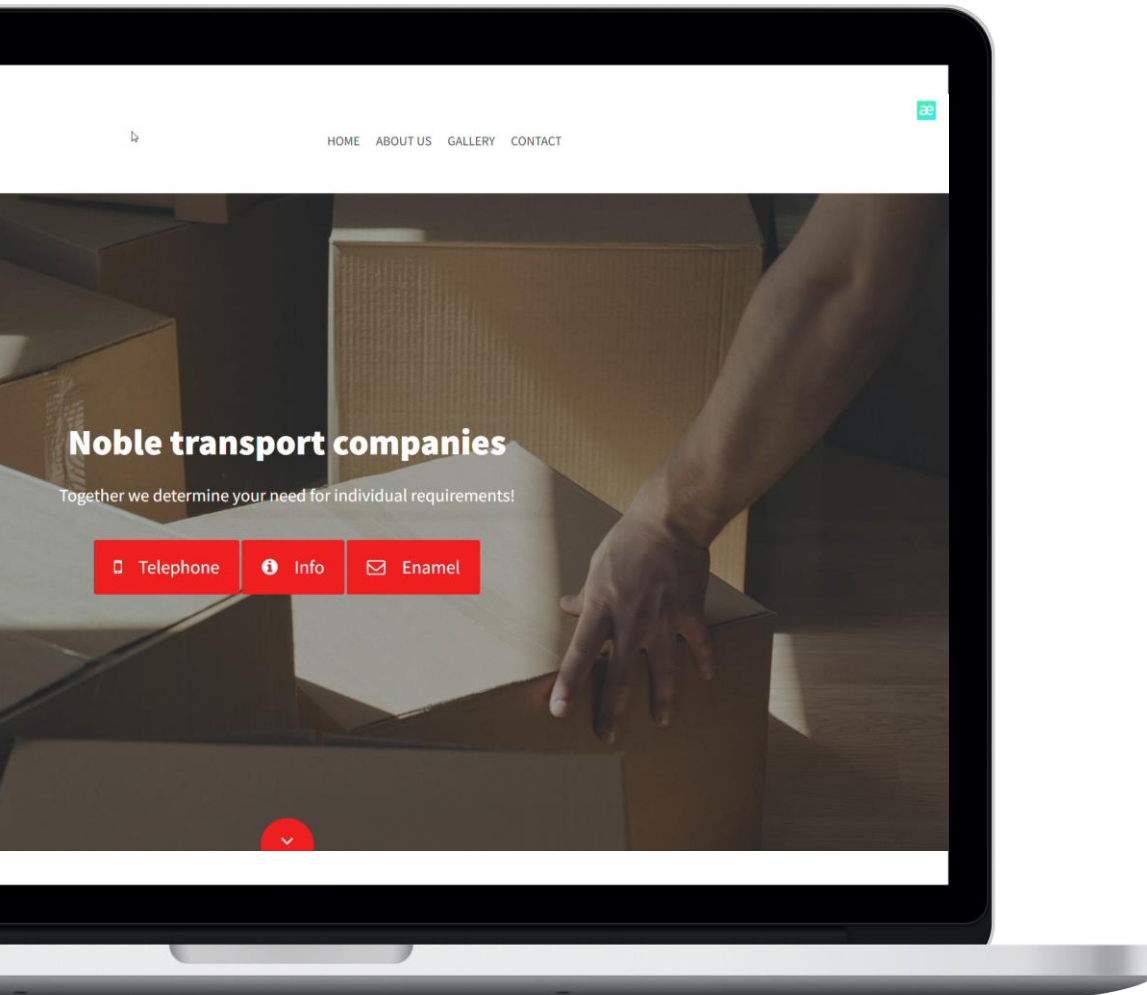 æ
HOME ABOUT US GALLERY CONTACT
Noble transport companies
Together we determine your need for individual requirements!
Telephone Info Enamel